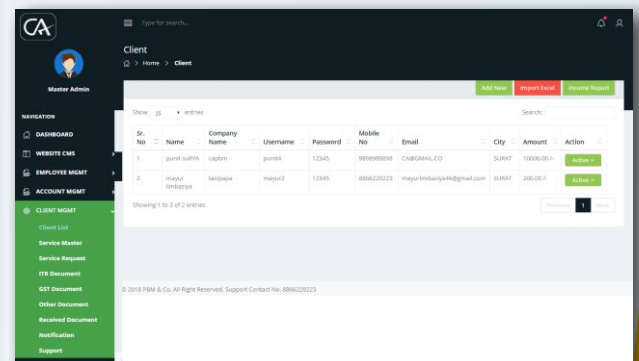 CA
Type for search...
Client
> Home > Client
Master Admin
Add New Import Excel Income Report
NAVIGATION
Show 25 entries Search:
DASHBOARD
Sr. No Name Company Name Username Password Mobile No Email City Amount Action
WEBSITE CMS
1 capbm pund4 12345 9898989898 CA@GMAIL.CO SURAT 10000.00 /- Active
EMPLOYEE MGMT
2 mayur limbasiya mayur2 12345 8866220223 mayurlimbasiya46@gmail.com SURAT 200.00 /- Active
ACCOUNT MGMT
Showing 1 to 2 of 2 entries Previous 1 Next
CLIENT MGMT
Client List
Service Master
Service Request
ITR Document
GST Document
© 2018 PBM & Co. All Right Reserved. Support Contact No. 8866220223
Other Document
Received Document
Notification
Support